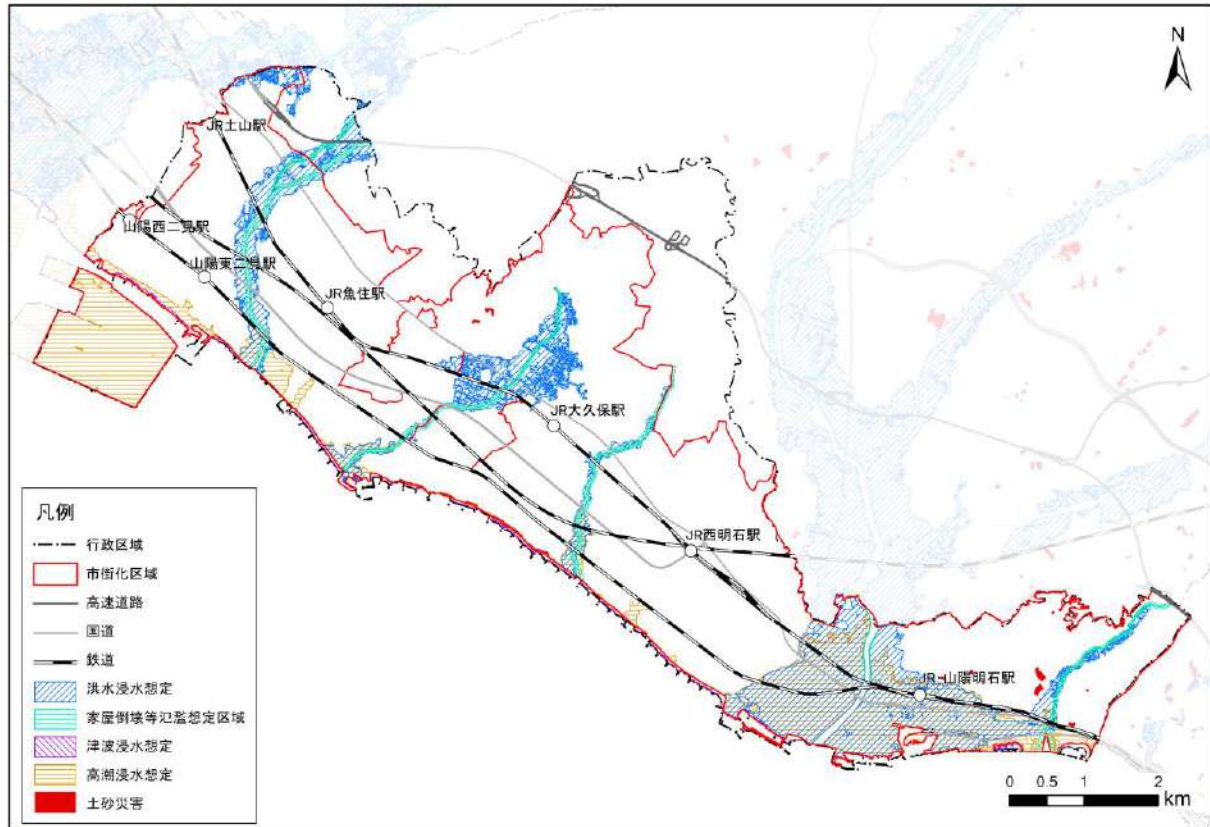 N
JR土山駅
山陽西二見駅
山陽東二見駅
JR魚住駅
JR大久保駅
JR西明石駅
JR・山陽明石駅
凡例
行政区域
市街化区域
高速道路
国道
鉄道
洪水浸水想定
家屋倒壊等氾濫想定区域
津波浸水想定
高潮浸水想定
土砂災害
0 0.5 1 2
km